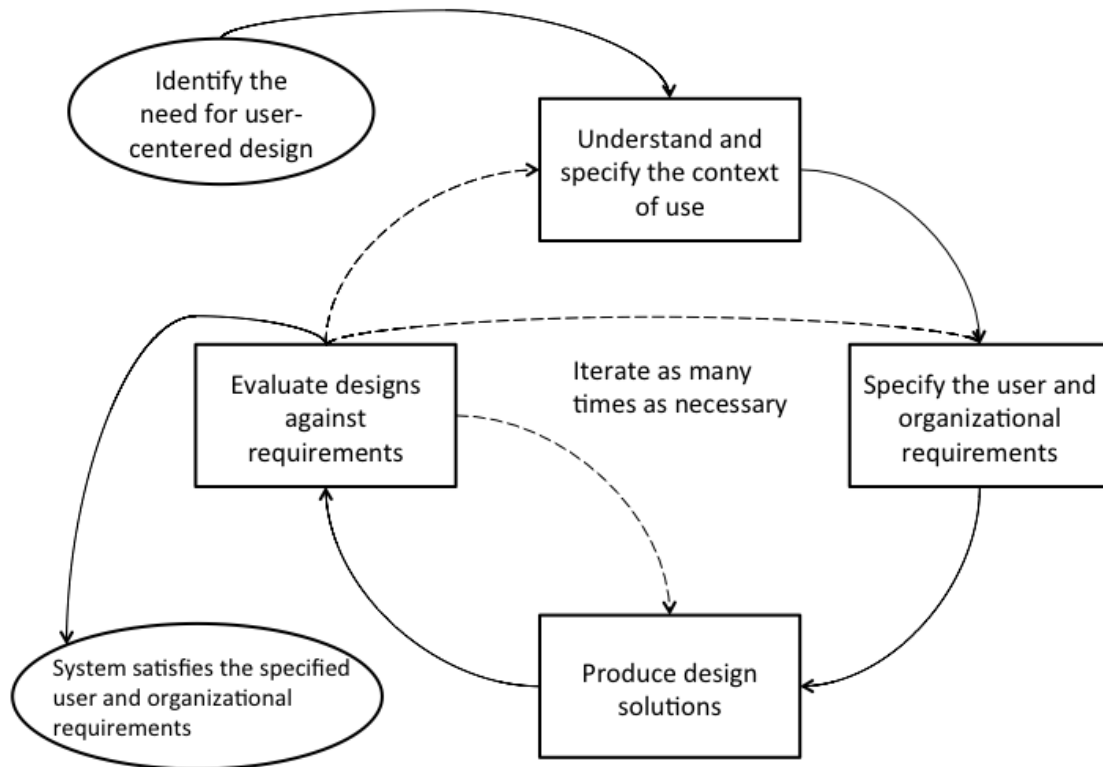 Identify the
need for user-
centered design
Understand and
specify the context
of use
Evaluate designs
against
requirements
Iterate as many
times as necessary
Specify the user and
organizational
requirements
System satisfies the specified
user and organizational
requirements
Produce design
solutions